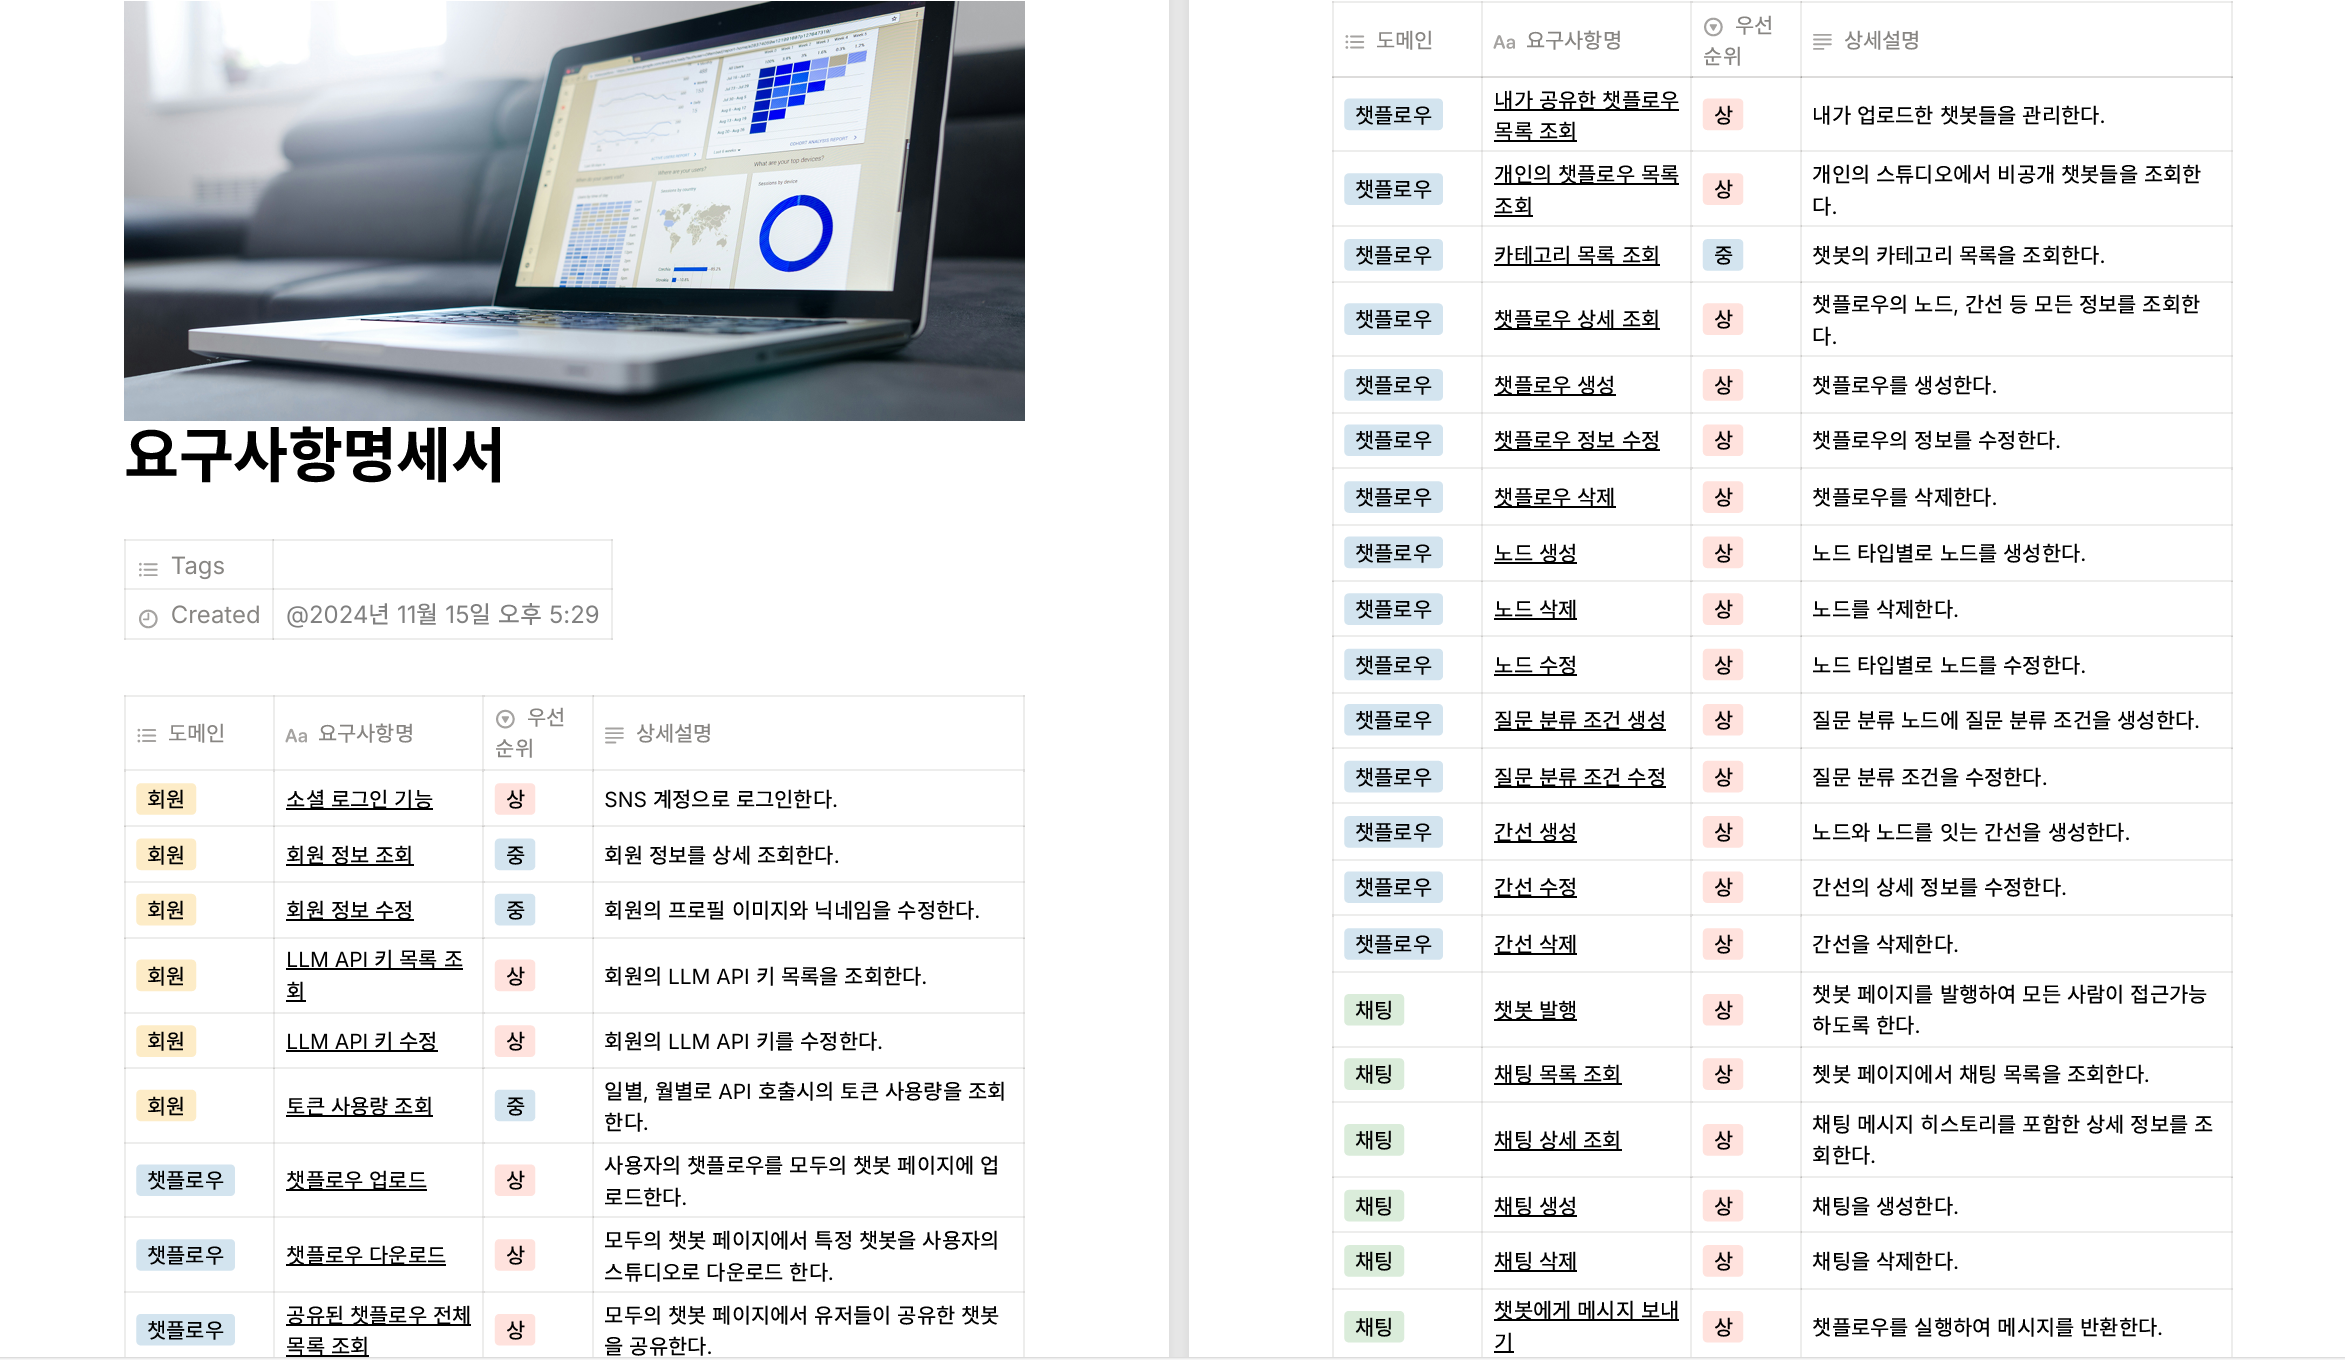 요구사항명세서
Tags
Created @2024년 11월 15일 오후 5:29
도메인 Aa 요구사항명 우선
순위 상세설명
회원 소셜 로그인 기능 상 SNS 계정으로 로그인한다.
회원 회원 정보 조회 중 회원 정보를 상세 조회한다.
회원 회원 정보 수정 중 회원의 프로필 이미지와 닉네임을 수정한다.
회원 LLM API 키 목록 조
회 상 회원의 LLM API 키 목록을 조회한다.
회원 LLM API 키 수정 상 회원의 LLM API 키를 수정한다.
회원 토큰 사용량 조회 중 일별, 월별로 API 호출시의 토큰 사용량을 조회
한다.
챗플로우 챗플로우 업로드 상 사용자의 챗플로우를 모두의 챗봇 페이지에 업
로드한다.
챗플로우 챗플로우 다운로드 상 모두의 챗봇 페이지에서 특정 챗봇을 사용자의
스튜디오로 다운로드 한다.
챗플로우 공유된 챗플로우 전체
목록 조회 상 모두의 챗봇 페이지에서 유저들이 공유한 챗봇
을 공유한다.
도메인 Aa 요구사항명 우선
순위 상세설명
챗플로우 내가 공유한 챗플로우
목록 조회 상 내가 업로드한 챗봇들을 관리한다.
챗플로우 개인의 챗플로우 목록
조회 상 개인의 스튜디오에서 비공개 챗봇들을 조회한
다.
챗플로우 카테고리 목록 조회 중 챗봇의 카테고리 목록을 조회한다.
챗플로우 챗플로우 상세 조회 상 챗플로우의 노드, 간선 등 모든 정보를 조회한
다.
챗플로우 챗플로우 생성 상 챗플로우를 생성한다.
챗플로우 챗플로우 정보 수정 상 챗플로우의 정보를 수정한다.
챗플로우 챗플로우 삭제 상 챗플로우를 삭제한다.
챗플로우 노드 생성 상 노드 타입별로 노드를 생성한다.
챗플로우 노드 삭제 상 노드를 삭제한다.
챗플로우 노드 수정 상 노드 타입별로 노드를 수정한다.
챗플로우 질문 분류 조건 생성 상 질문 분류 노드에 질문 분류 조건을 생성한다.
챗플로우 질문 분류 조건 수정 상 질문 분류 조건을 수정한다.
챗플로우 간선 생성 상 노드와 노드를 잇는 간선을 생성한다.
챗플로우 간선 수정 상 간선의 상세 정보를 수정한다.
챗플로우 간선 삭제 상 간선을 삭제한다.
채팅 챗봇 발행 상 챗봇 페이지를 발행하여 모든 사람이 접근가능
하도록 한다.
채팅 채팅 목록 조회 상 쳇봇 페이지에서 채팅 목록을 조회한다.
채팅 채팅 상세 조회 상 채팅 메시지 히스토리를 포함한 상세 정보를 조
회한다.
채팅 채팅 생성 상 채팅을 생성한다.
채팅 채팅 삭제 상 채팅을 삭제한다.
채팅 챗봇에게 메시지 보내
기 상 챗플로우를 실행하여 메시지를 반환한다.